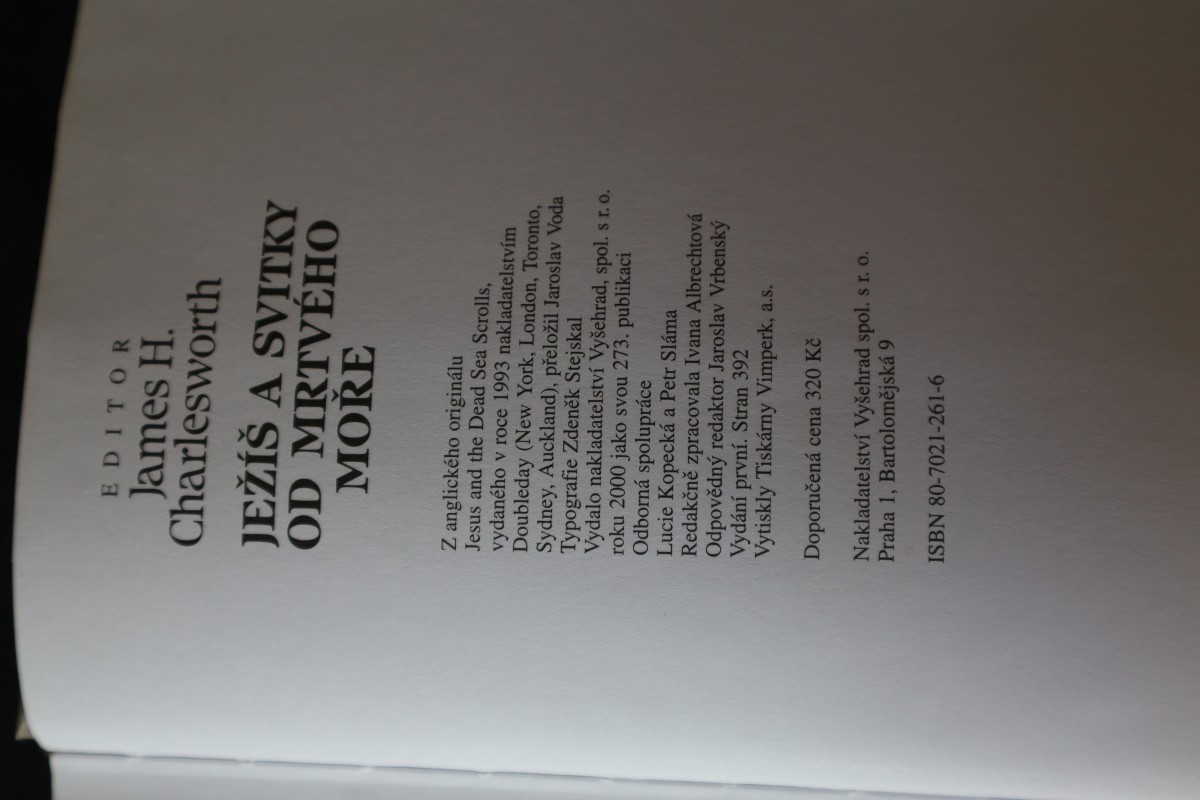 EDITOR
James H.
Charlesworth
JEŽÍŠ A SVITKY
OD MRTVÉHO
MOŘE
Z anglického originálu
Jesus and the Dead Sea Scrolls,
vydaného v roce 1993 nakladatelstvím
Doubleday (New York, London, Toronto,
Sydney, Auckland), přeložil Jaroslav Voda
Typografie Zdeněk Stejskal
Vydalo nakladatelství Vyšehrad, spol. s r. o.
roku 2000 jako svou 273. publikaci
Odborná spolupráce
Lucie Kopecká a Petr Sláma
Redakčně zpracovala Ivana Albrechtová
Odpovědný redaktor Jaroslav Vrbenský
Vydání první. Stran 392
Vytiskly Tiskárny Vimperk, a.s.
Doporučená cena 320 Kč
Nakladatelství Vyšehrad spol. s r. o.
Praha 1, Bartolomějská 9
ISBN 80-7021-261-6